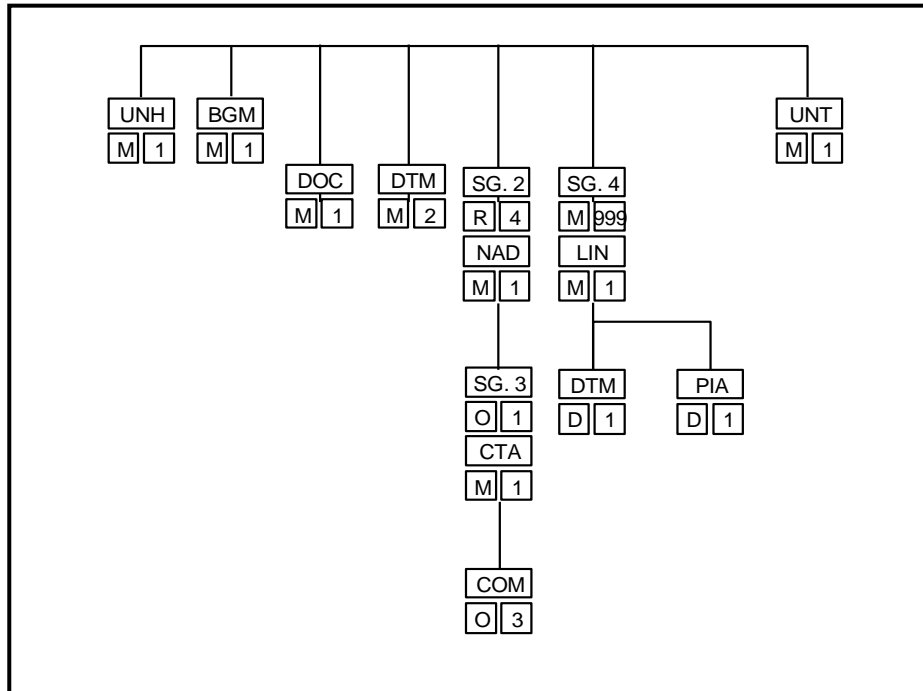 UNH BGM UNT
M 1 M 1 M 1
DOC DTM SG. 2 SG. 4
M 1 M 2 R 4 M 999
NAD LIN
M 1 M 1
SG. 3 DTM PIA
O 1 D 1 D 1
CTA
M 1
COM
O 3